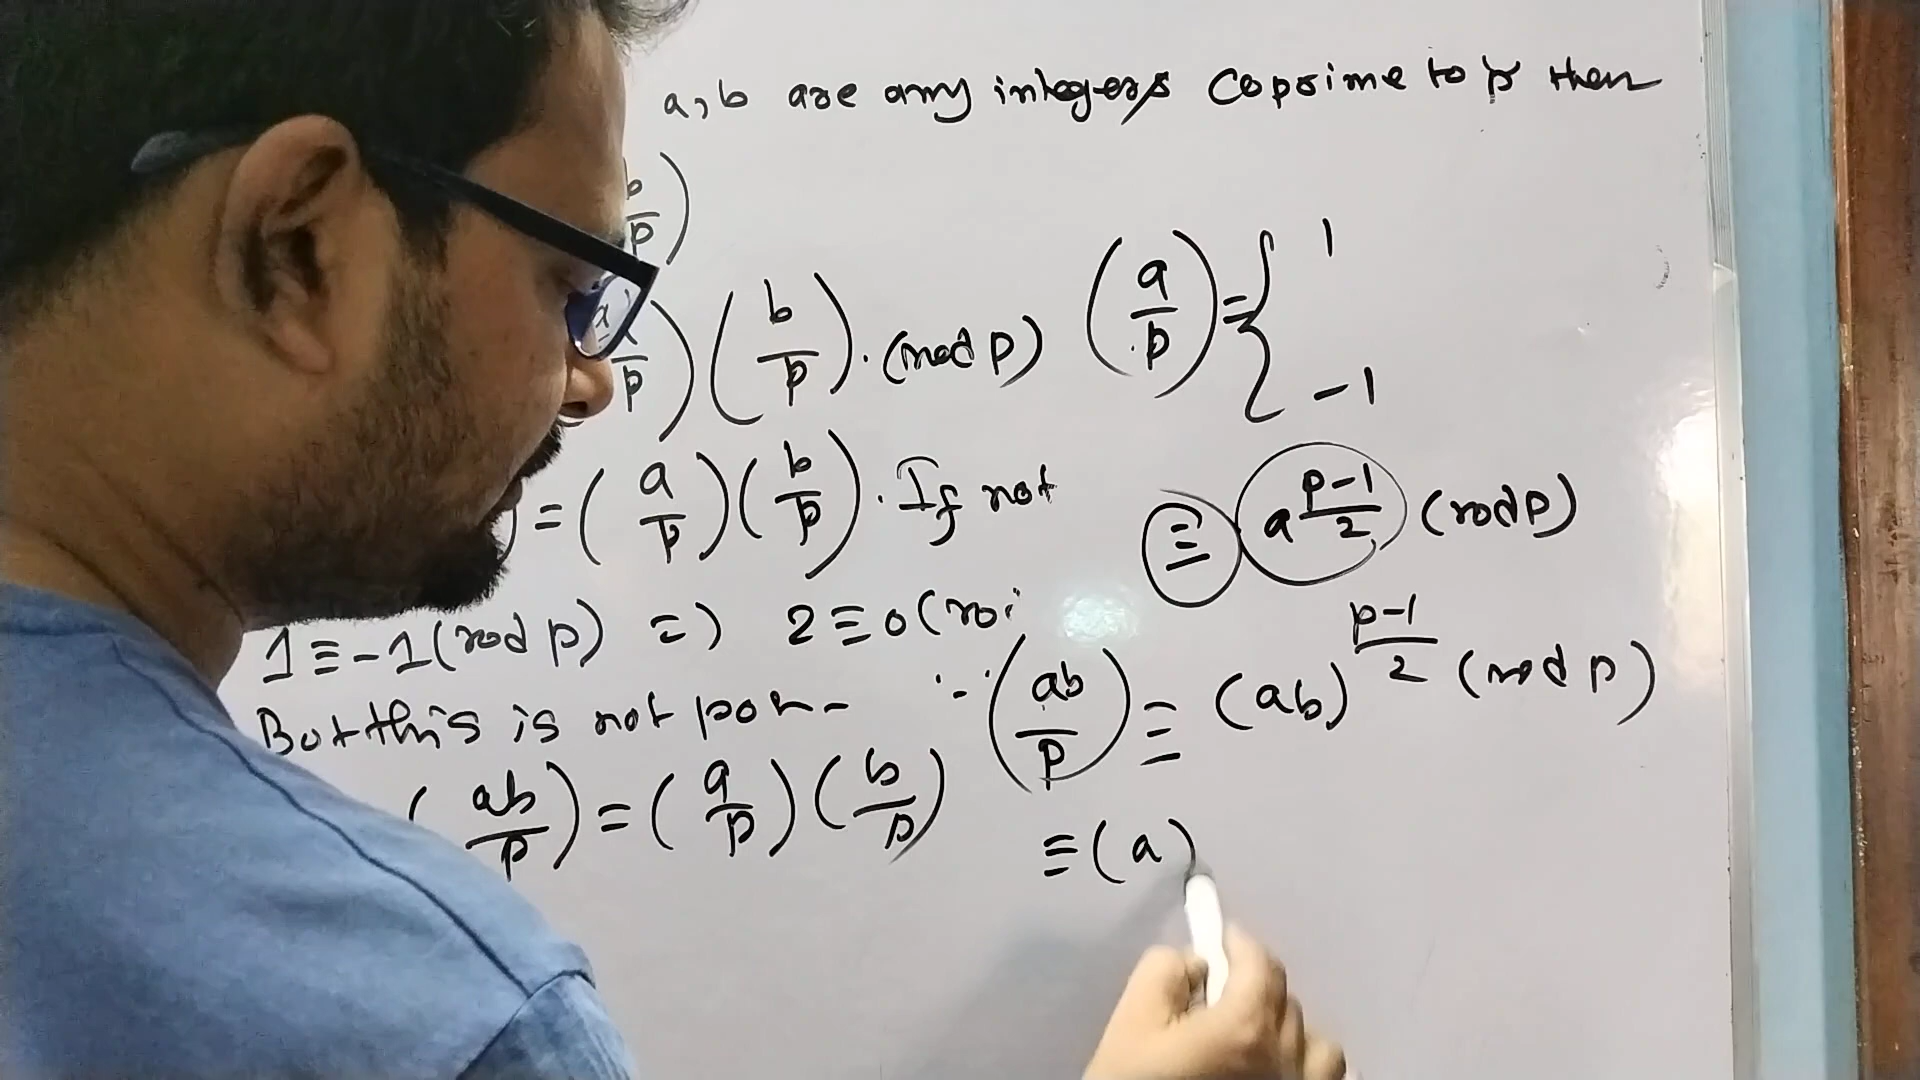 a, b are any integers coprime to p then
b/p)
a/p)(b/p). (mod p)
(a/p) = { 1
-1
) = (a/p)(b/p). If not
≡ a^((p-1)/2) (mod p)
1 ≡ -1 (mod p) => 2 ≡ 0 (mo
But this is not poss-
∵ (ab/p) ≡ (ab)^((p-1)/2) (mod p)
(ab/p) = (a/p)(b/p)
≡ (a)